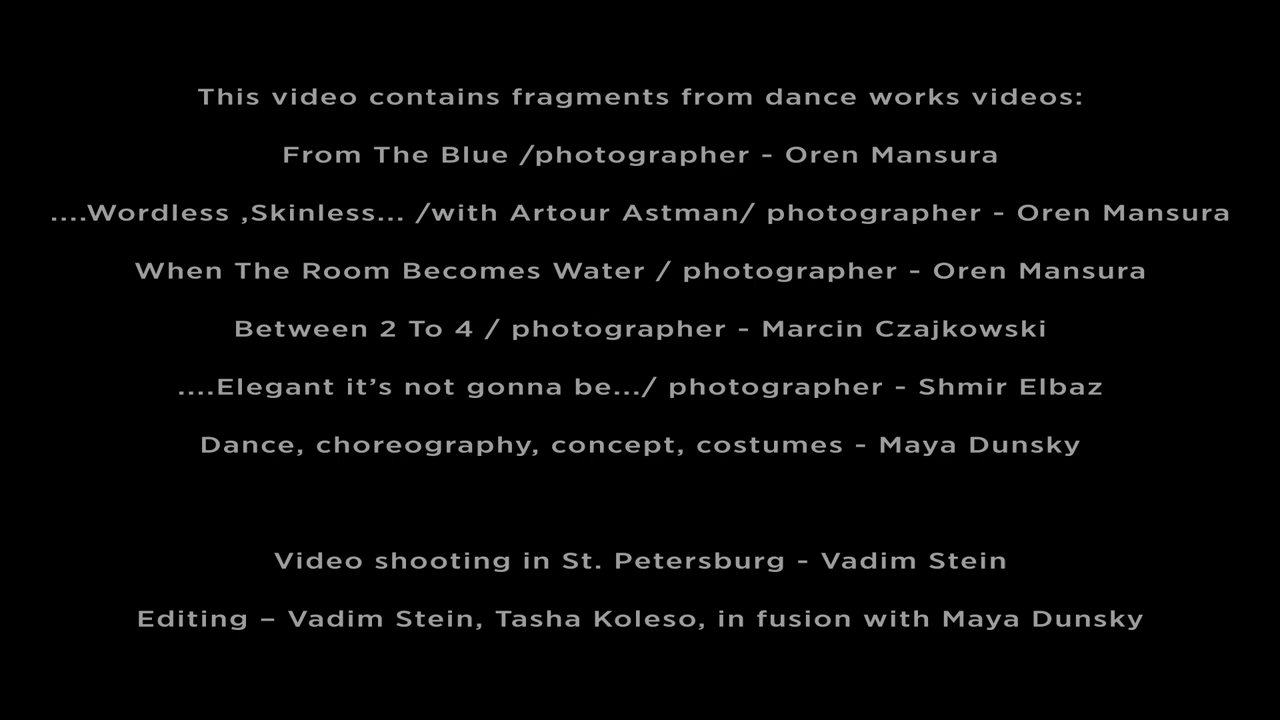 This video contains fragments from dance works videos:
From The Blue /photographer - Oren Mansura
....Wordless ,Skinless... /with Artour Astman/ photographer - Oren Mansura
When The Room Becomes Water / photographer - Oren Mansura
Between 2 To 4 / photographer - Marcin Czajkowski
....Elegant it’s not gonna be.../ photographer - Shmir Elbaz
Dance, choreography, concept, costumes - Maya Dunsky
Video shooting in St. Petersburg - Vadim Stein
Editing – Vadim Stein, Tasha Koleso, in fusion with Maya Dunsky